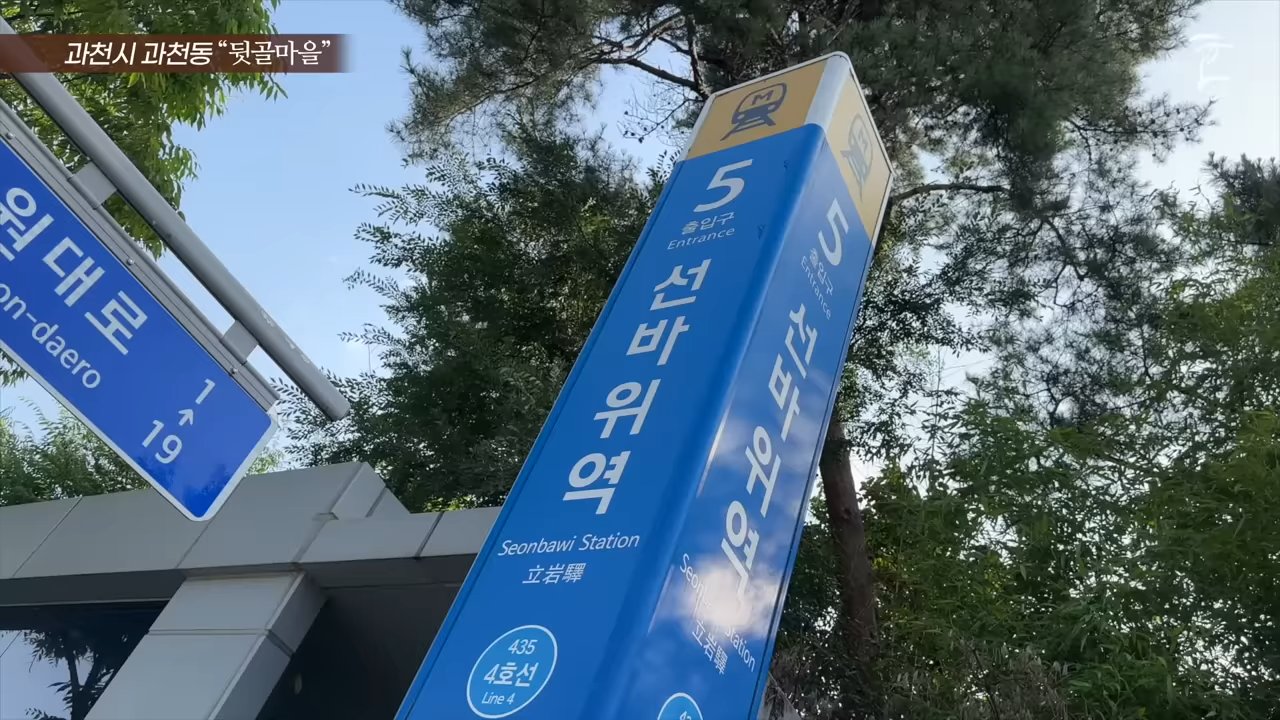 과천시 과천동 “뒷골마을”
원대로
on-daero
1
19
M
5
출입구
Entrance
선바위역
Seonbawi Station
立岩驛
435
4호선
Line 4
M
5
출입구
Entrance
선바위역
Seonbawi Station
立岩驛